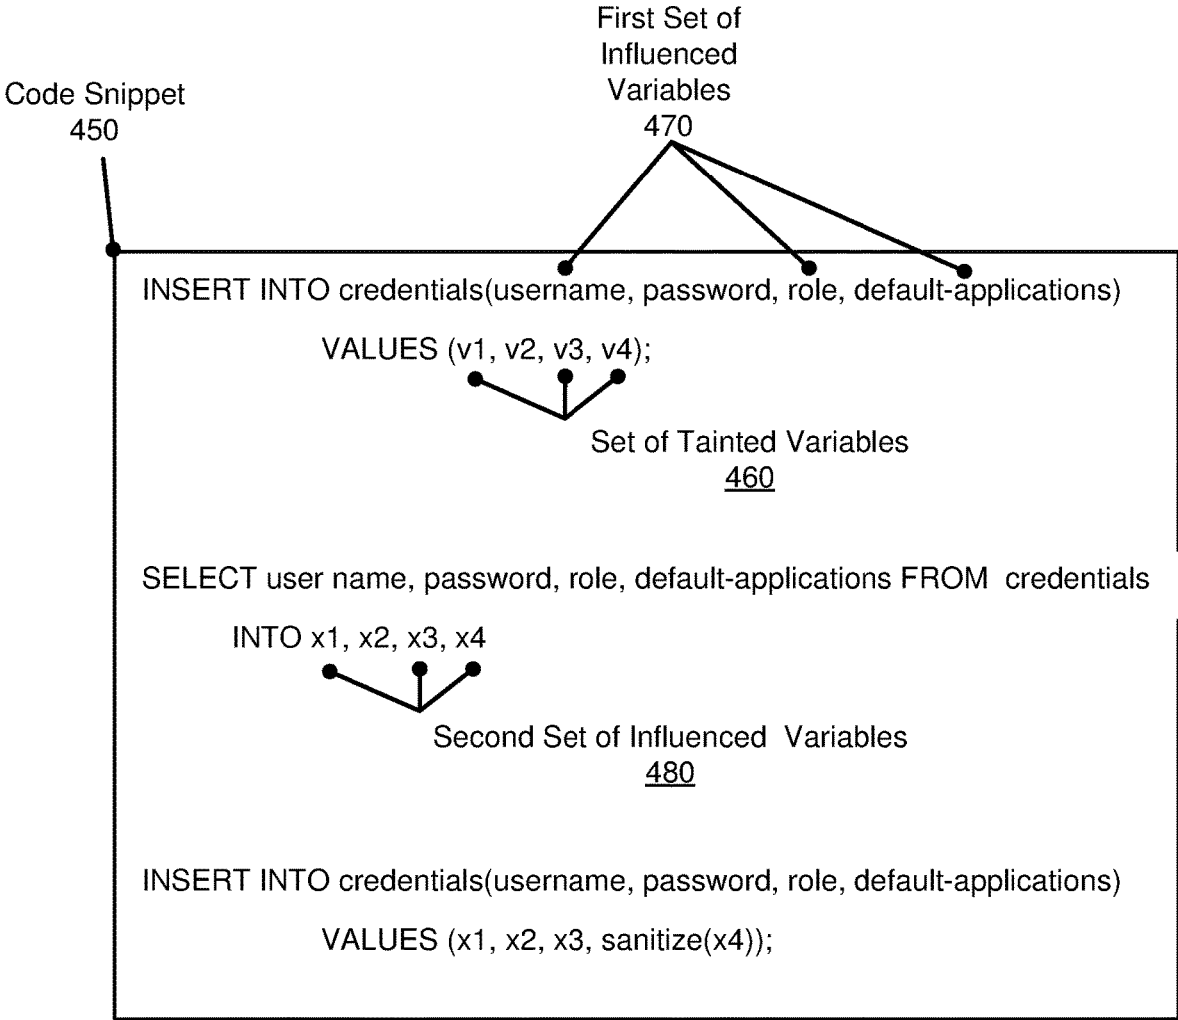 First Set of
Influenced
Variables
470
Code Snippet
450
INSERT INTO credentials(username, password, role, default-applications)
VALUES (v1, v2, v3, v4);
Set of Tainted Variables
460
SELECT user name, password, role, default-applications FROM credentials
INTO x1, x2, x3, x4
Second Set of Influenced Variables
480
INSERT INTO credentials(username, password, role, default-applications)
VALUES (x1, x2, x3, sanitize(x4));